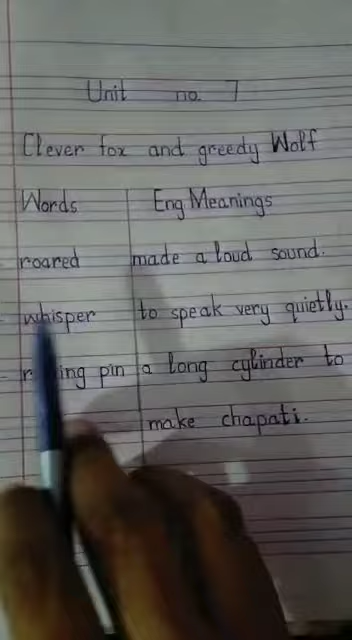 Unit no. 7
Clever fox and greedy Wolf
Words Eng Meanings
roared made a loud sound.
whisper to speak very quietly.
pin a long cylinder to
make chapati.